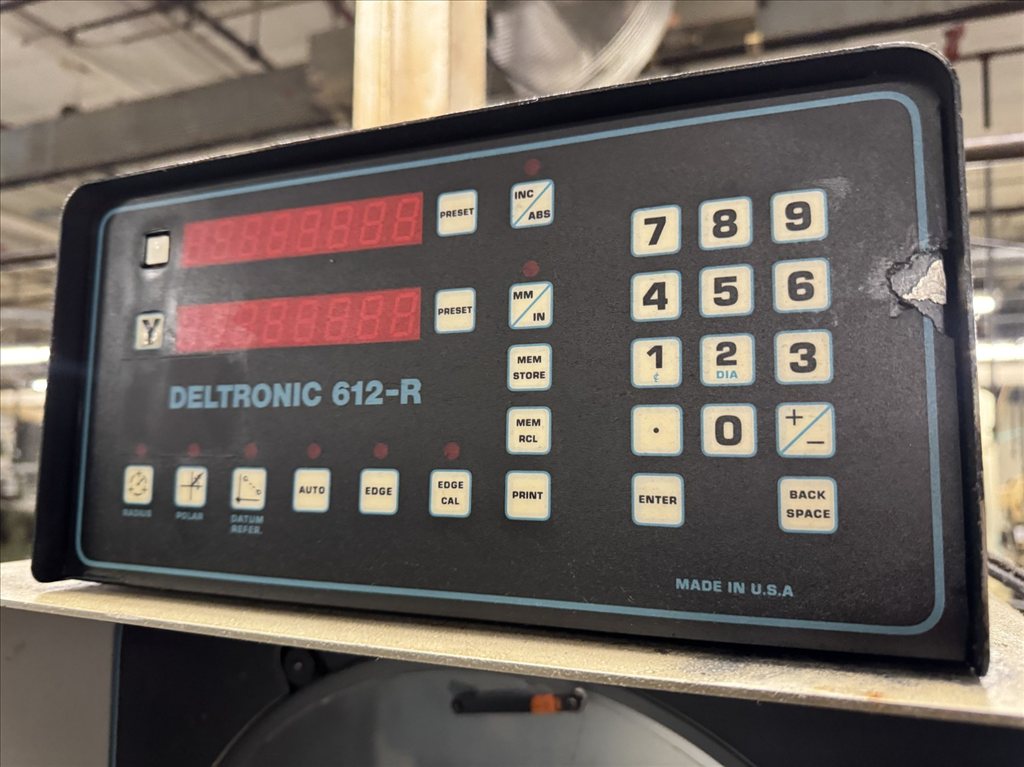 PRESET
INC
ABS
7 8 9
Y
PRESET
MM
IN
4 5 6
MEM
STORE
1 2 3
¢ DIA
DELTRONIC 612-R
MEM
RCL
. 0 +/-
RADIUS
POLAR
DATUM
REFER.
AUTO
EDGE
EDGE
CAL
PRINT
ENTER
BACK
SPACE
MADE IN U.S.A